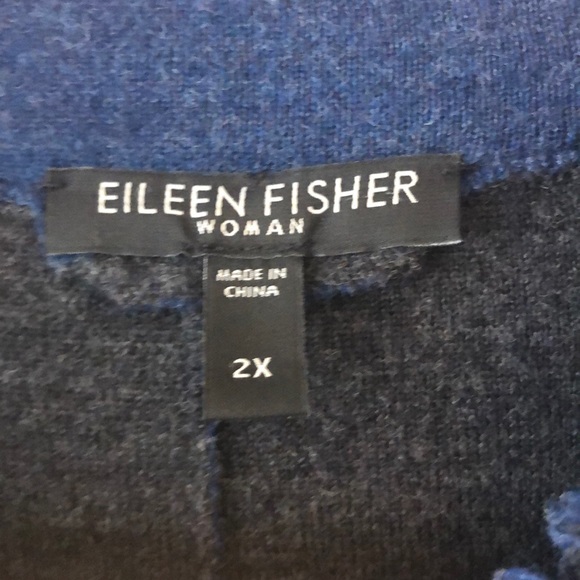 EILEEN FISHER
WOMAN
MADE IN
CHINA
2X